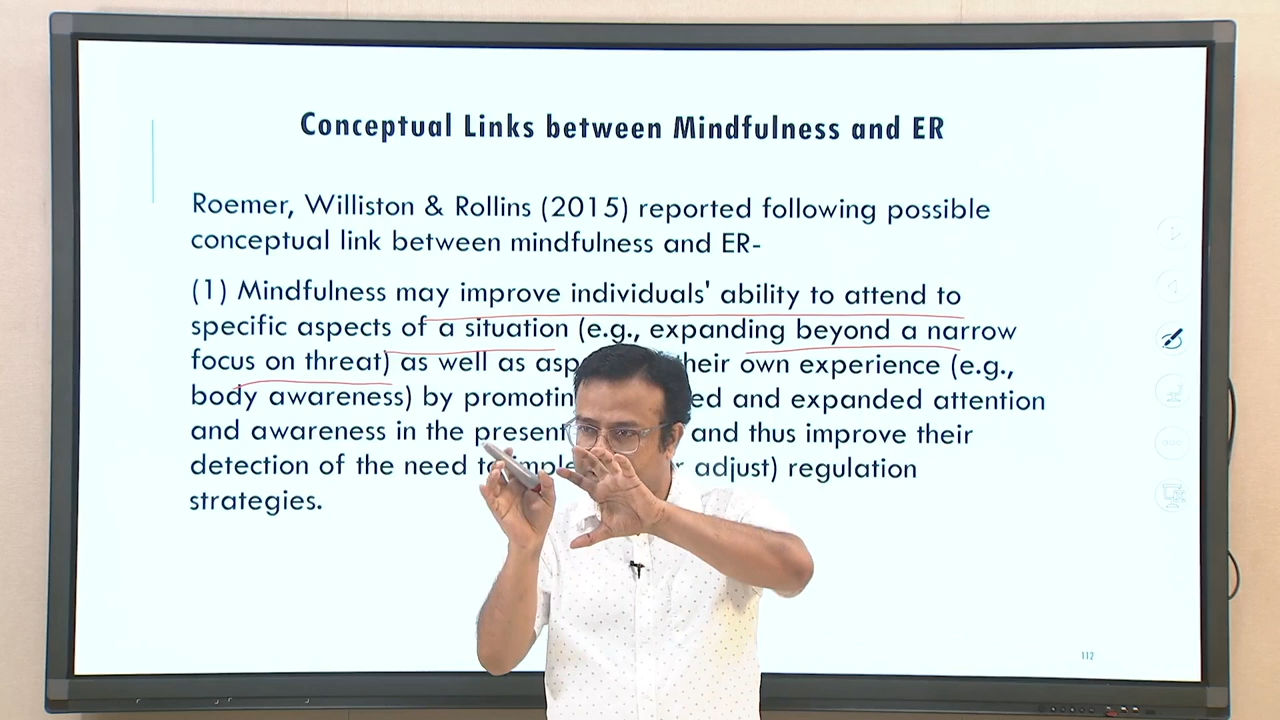 Conceptual Links between Mindfulness and ER
Roemer, Williston & Rollins (2015) reported following possible
conceptual link between mindfulness and ER-
(1) Mindfulness may improve individuals' ability to attend to
specific aspects of a situation (e.g., expanding beyond a narrow
focus on threat) as well as their own experience (e.g.,
body awareness) by and expanded attention
and awareness in the present and thus improve their
detection of the need to adjust) regulation
strategies.
112